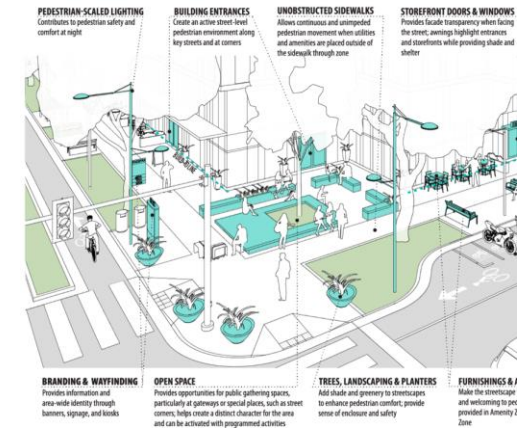 PEDESTRIAN-SCALED LIGHTING
Contributes to pedestrian safety and
comfort at night
BUILDING ENTRANCES
Create an active street-level
pedestrian environment along
key streets and at corners
UNOBSTRUCTED SIDEWALKS
Allows continuous and unimpeded
pedestrian movement when utilities
and amenities are placed outside of
the sidewalk through zone
STOREFRONT DOORS & WINDOWS
Provides facade transparency when facing
the street; awnings highlight entrances
and storefronts while providing shade and
shelter
BRANDING & WAYFINDING
Provides information and
area-wide identity through
banners, signage, and kiosks
OPEN SPACE
Provides opportunities for public gathering spaces,
particularly at gateways or special places, such as street
corners; helps create a distinct character for the area
and can be activated with programmed activities
TREES, LANDSCAPING & PLANTERS
Add shade and greenery to streetscapes
to enhance pedestrian comfort; provide
sense of enclosure and safety
FURNISHINGS & A
Make the streetscape
and welcoming to peo
provided in Amenity Z
Zone